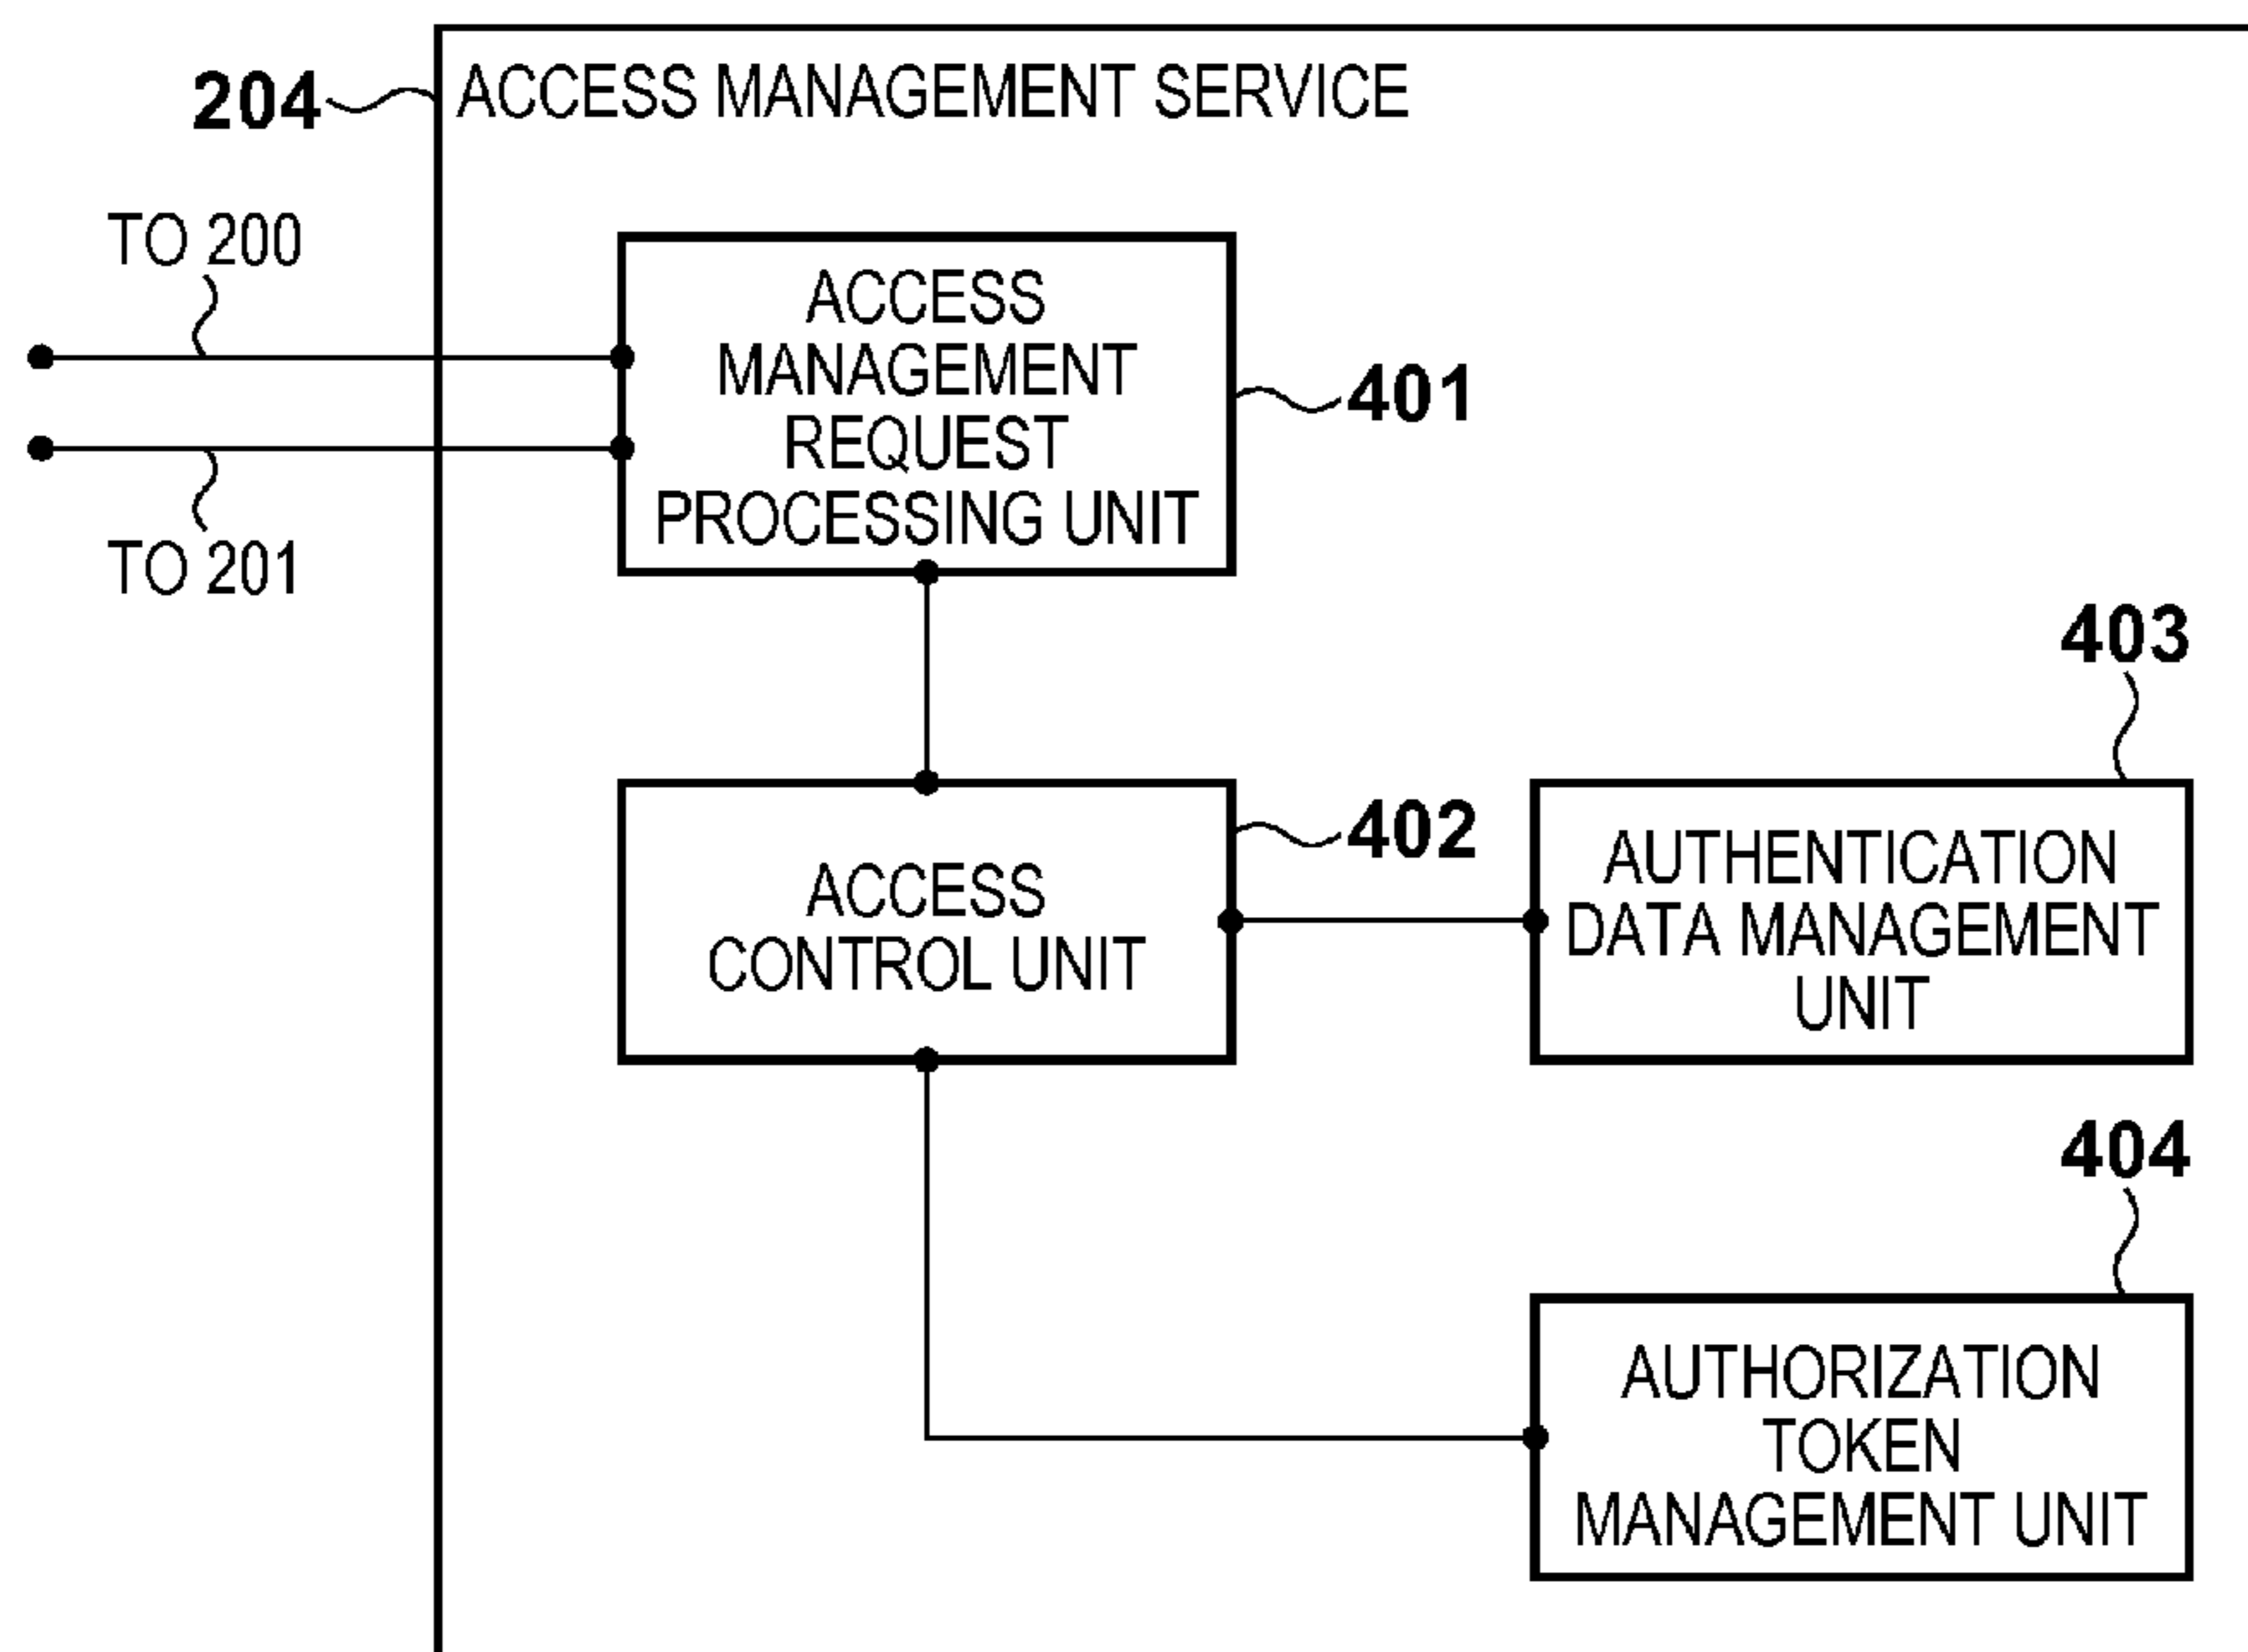 204
ACCESS MANAGEMENT SERVICE
TO 200
TO 201
ACCESS
MANAGEMENT
REQUEST
PROCESSING UNIT
401
ACCESS
CONTROL UNIT
402
403
AUTHENTICATION
DATA MANAGEMENT
UNIT
404
AUTHORIZATION
TOKEN
MANAGEMENT UNIT